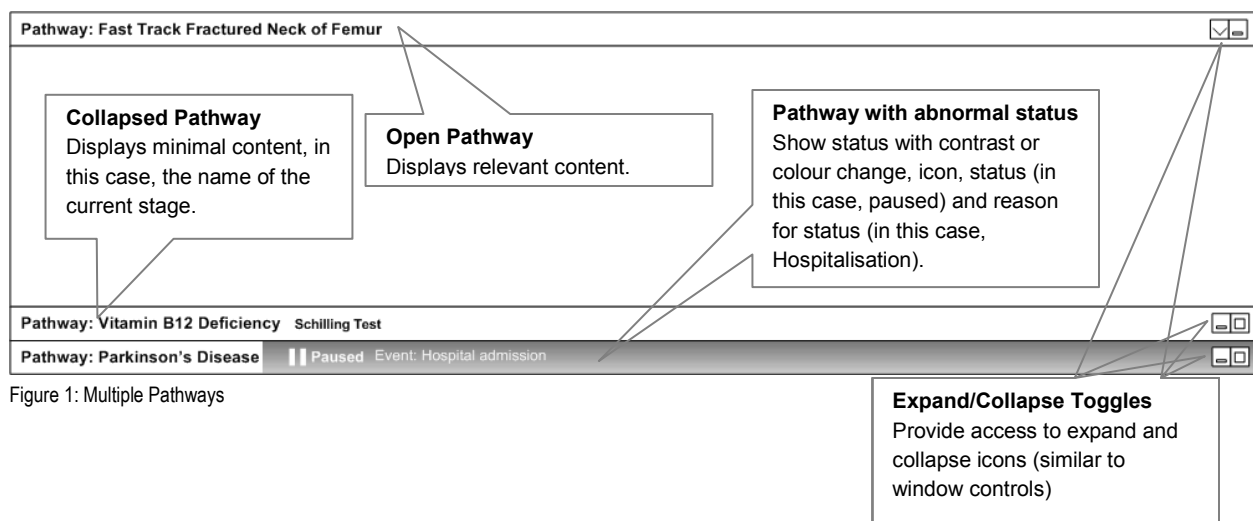 Pathway: Fast Track Fractured Neck of Femur
Collapsed Pathway
Displays minimal content, in
this case, the name of the
current stage.
Open Pathway
Displays relevant content.
Pathway with abnormal status
Show status with contrast or
colour change, icon, status (in
this case, paused) and reason
for status (in this case,
Hospitalisation).
Pathway: Vitamin B12 Deficiency Schilling Test
Pathway: Parkinson's Disease Paused Event: Hospital admission
Figure 1: Multiple Pathways
Expand/Collapse Toggles
Provide access to expand and
collapse icons (similar to
window controls)